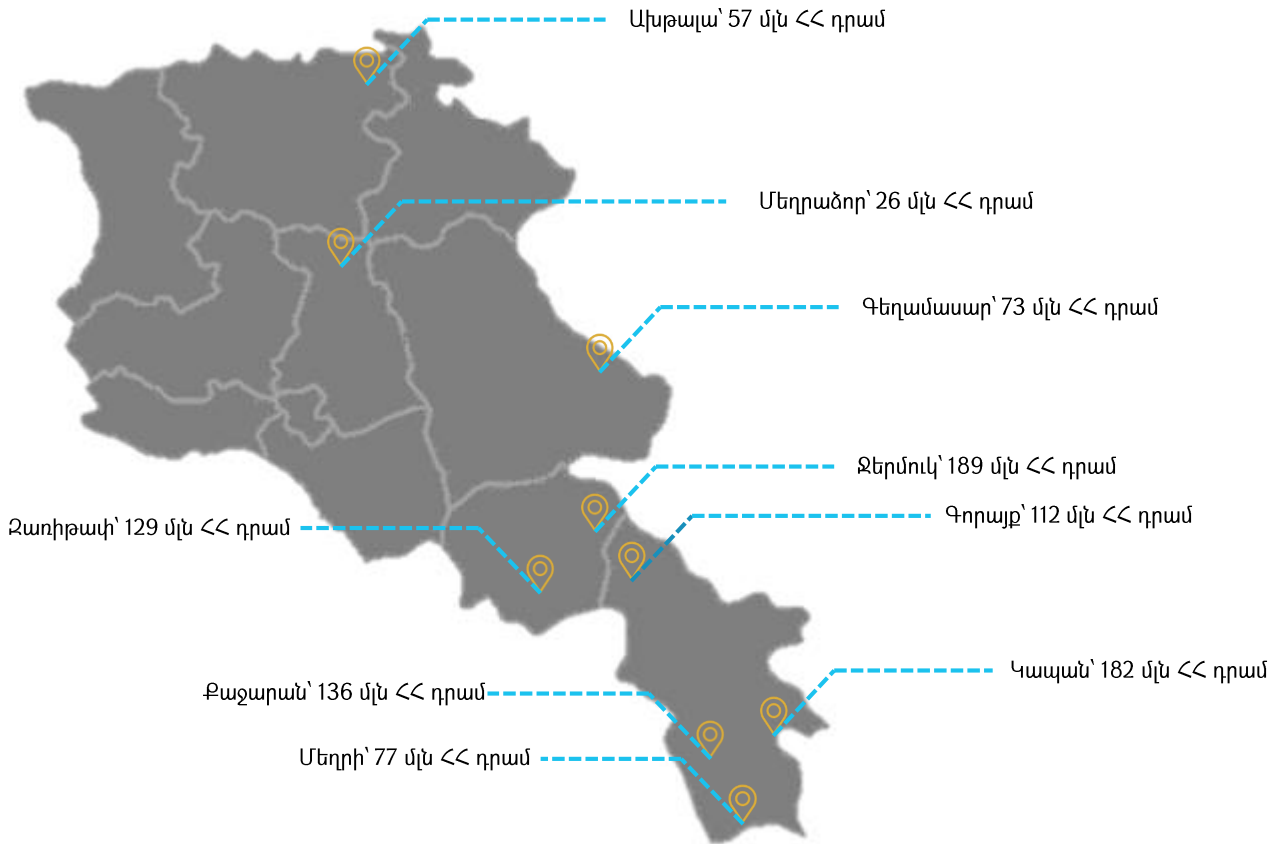 Ախթալա՝ 57 մլն ՀՀ դրամ
Մեղրաձոր՝ 26 մլն ՀՀ դրամ
Գեղամասար՝ 73 մլն ՀՀ դրամ
Ջերմուկ՝ 189 մլն ՀՀ դրամ
Գորայք՝ 112 մլն ՀՀ դրամ
Զառիթափ՝ 129 մլն ՀՀ դրամ
Կապան՝ 182 մլն ՀՀ դրամ
Քաջարան՝ 136 մլն ՀՀ դրամ
Մեղրի՝ 77 մլն ՀՀ դրամ